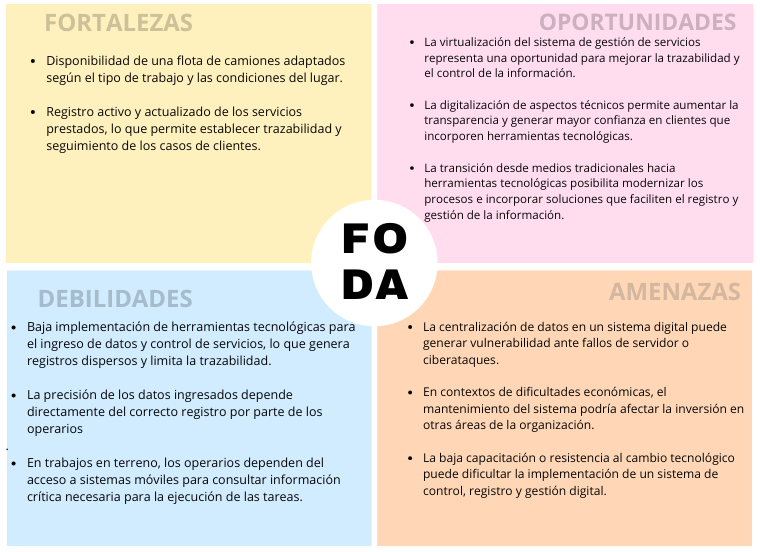 FORTALEZAS
• Disponibilidad de una flota de camiones adaptados
según el tipo de trabajo y las condiciones del lugar.
• Registro activo y actualizado de los servicios
prestados, lo que permite establecer trazabilidad y
seguimiento de los casos de clientes.
OPORTUNIDADES
• La virtualización del sistema de gestión de servicios
representa una oportunidad para mejorar la trazabilidad y
el control de la información.
• La digitalización de aspectos técnicos permite aumentar la
transparencia y generar mayor confianza en clientes que
incorporen herramientas tecnológicas.
• La transición desde medios tradicionales hacia
herramientas tecnológicas posibilita modernizar los
procesos e incorporar soluciones que faciliten el registro y
gestión de la información.
FO
DA
DEBILIDADES
• Baja implementación de herramientas tecnológicas para
el ingreso de datos y control de servicios, lo que genera
registros dispersos y limita la trazabilidad.
• La precisión de los datos ingresados depende
directamente del correcto registro por parte de los
operarios
.
• En trabajos en terreno, los operarios dependen del
acceso a sistemas móviles para consultar información
crítica necesaria para la ejecución de las tareas.
AMENAZAS
• La centralización de datos en un sistema digital puede
generar vulnerabilidad ante fallos de servidor o
ciberataques.
• En contextos de dificultades económicas, el
mantenimiento del sistema podría afectar la inversión en
otras áreas de la organización.
• La baja capacitación o resistencia al cambio tecnológico
puede dificultar la implementación de un sistema de
control, registro y gestión digital.